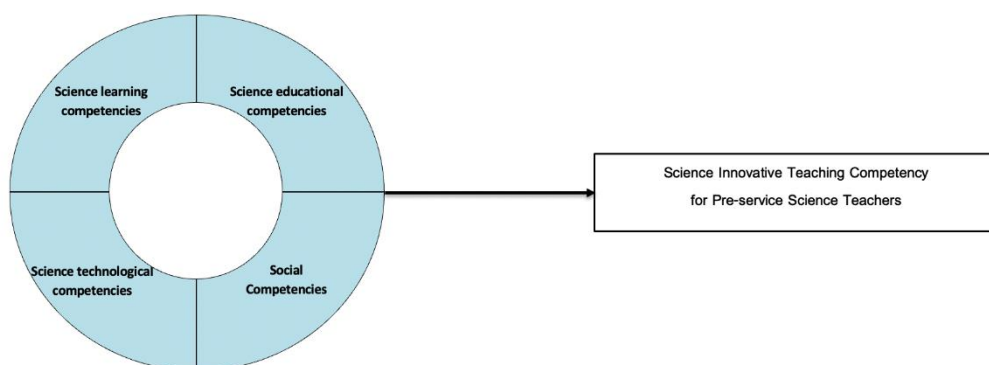 Science learning
competencies
Science educational
competencies
Science technological
competencies
Social
Competencies
Science Innovative Teaching Competency
for Pre-service Science Teachers